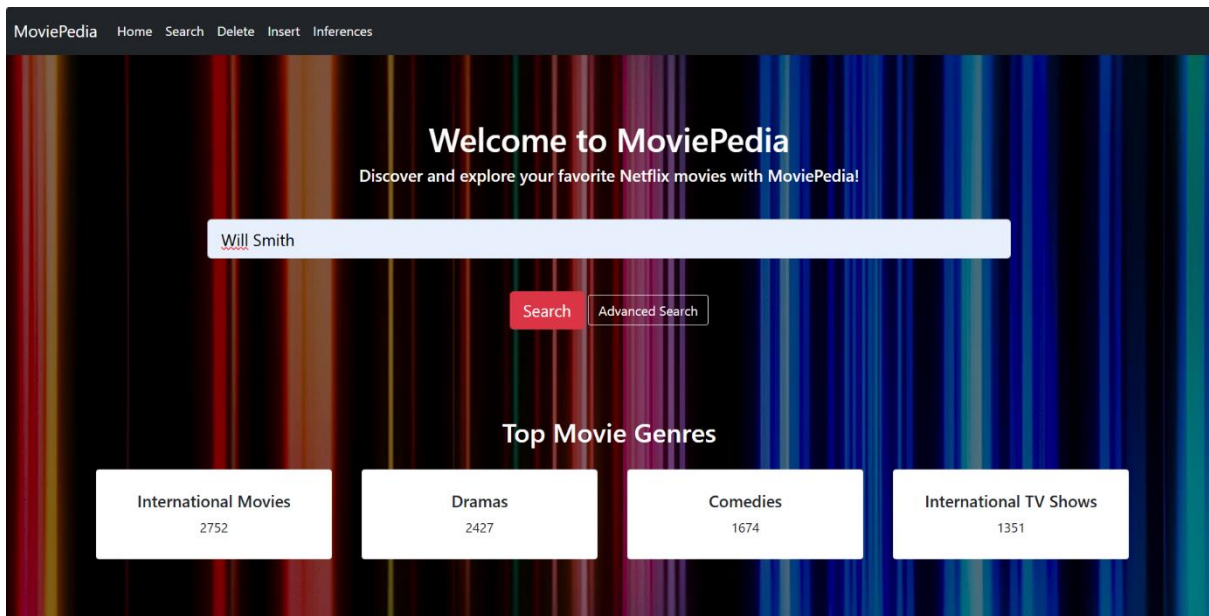 MoviePedia Home Search Delete Insert Inferences
Welcome to MoviePedia
Discover and explore your favorite Netflix movies with MoviePedia!
Will Smith
Search Advanced Search
Top Movie Genres
International Movies Dramas Comedies International TV Shows
2752 2427 1674 1351